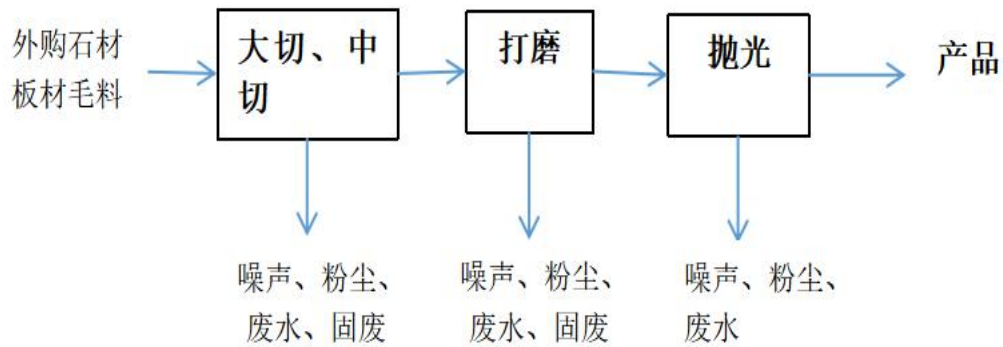 外购石材
板材毛料
大切、中
切
打磨
抛光
产品
噪声、粉尘、
废水、固废
噪声、粉尘、
废水、固废
噪声、粉尘、
废水